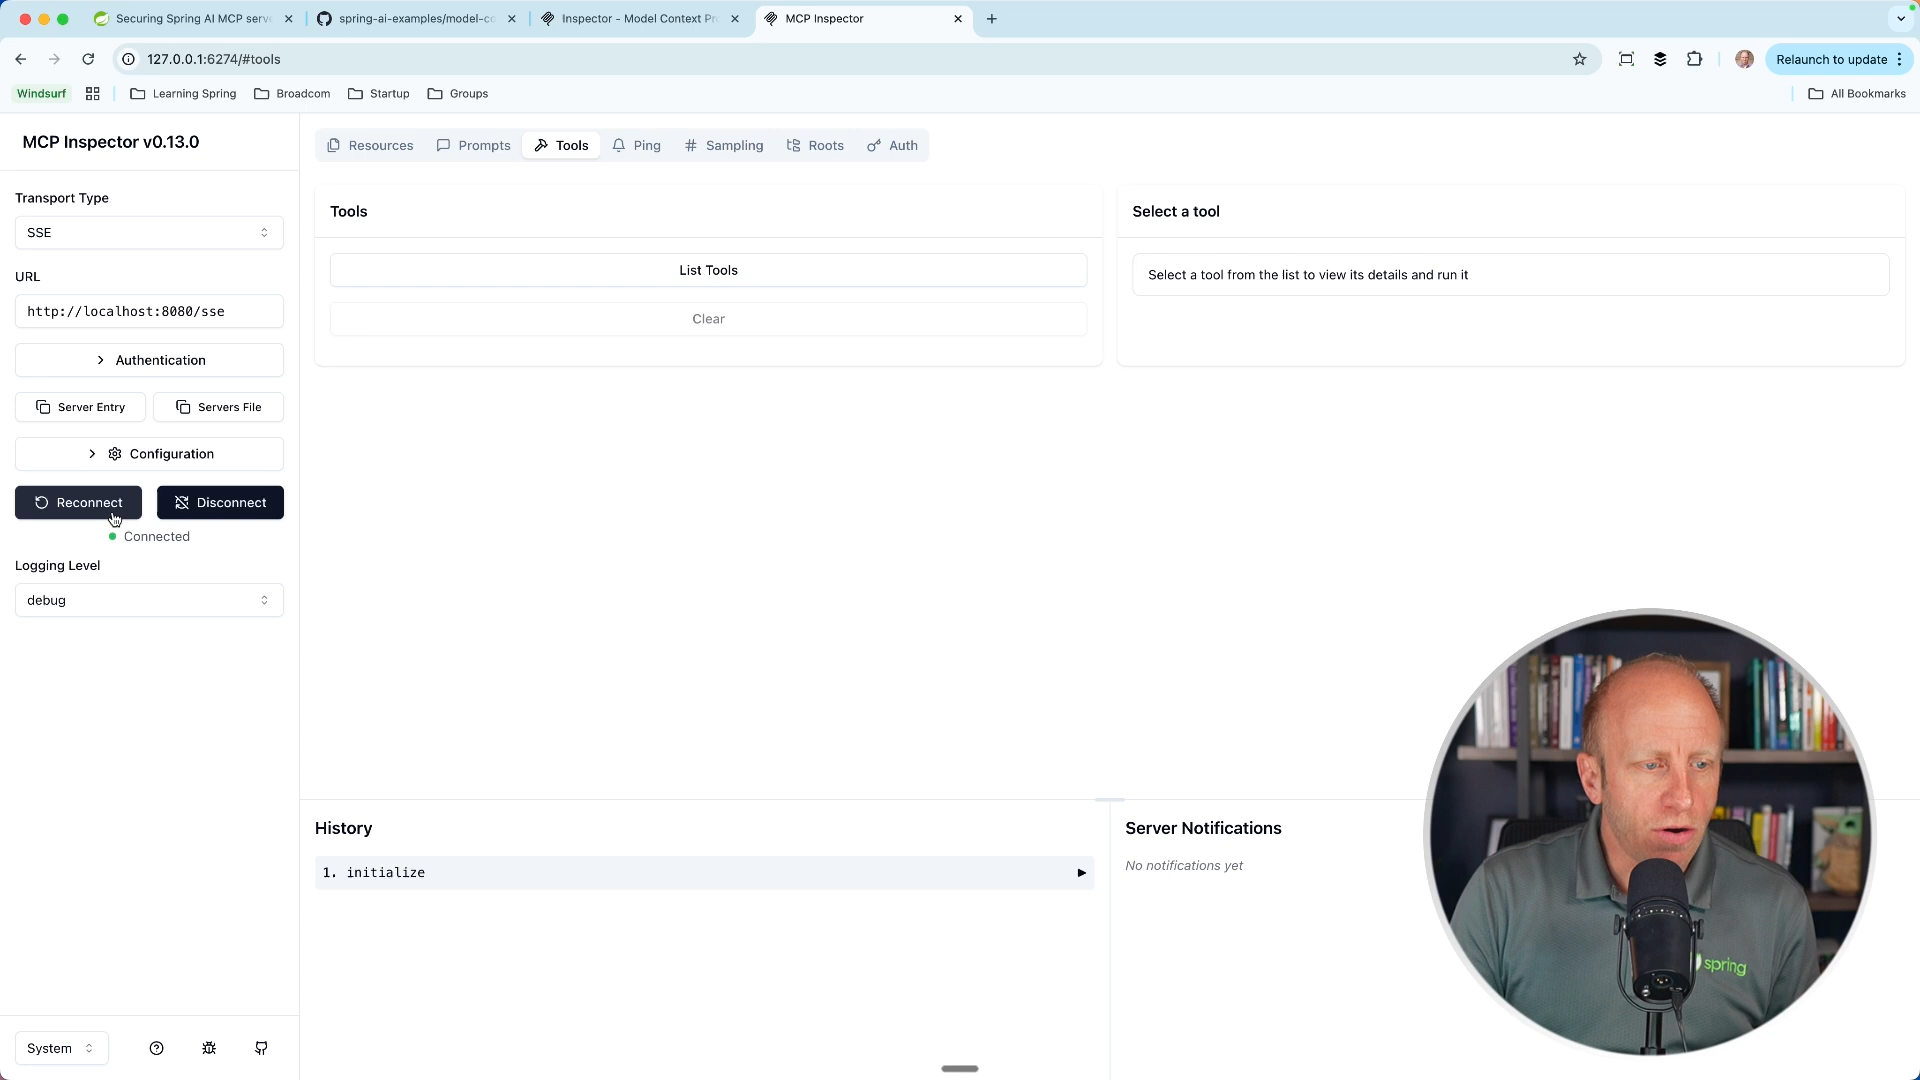 Securing Spring AI MCP serve
spring-ai-examples/model-co
Inspector - Model Context Pr
MCP Inspector
127.0.0.1:6274/#tools
Relaunch to update
Windsurf
Learning Spring
Broadcom
Startup
Groups
All Bookmarks
MCP Inspector v0.13.0
Resources
Prompts
Tools
Ping
Sampling
Roots
Auth
Transport Type
SSE
URL
http://localhost:8080/sse
Authentication
Server Entry
Servers File
Configuration
Reconnect
Disconnect
Connected
Logging Level
debug
System
Tools
List Tools
Clear
Select a tool
Select a tool from the list to view its details and run it
History
1. initialize
Server Notifications
No notifications yet
spring